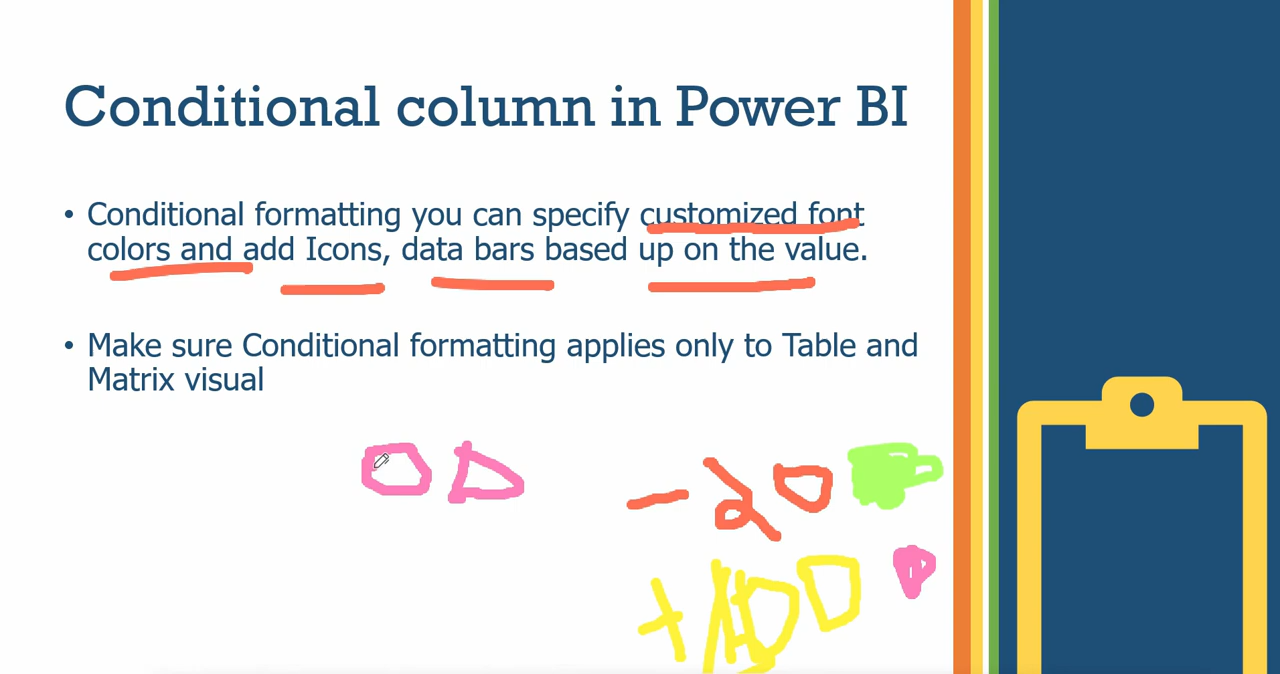 Conditional column in Power BI
• Conditional formatting you can specify customized font
colors and add Icons, data bars based up on the value.
• Make sure Conditional formatting applies only to Table and
Matrix visual
-20